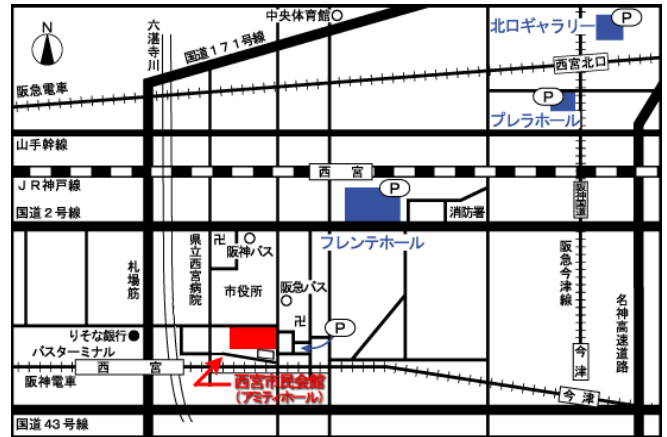 N
六湛寺川
国道171号線
中央体育館
北口ギャラリー
P
阪急電車
西宮北口
P
プレラホール
山手幹線
西宮
JR神戸線
P
阪神国道
国道2号線
消防署
フレンテホール
札場筋
県立西宮病院
卍
阪神バス
市役所
阪急バス
卍
P
阪急今津線
名神高速道路
りそな銀行
バスターミナル
西宮
阪神電車
今津
西宮市民会館
(アミティホール)
今津
国道43号線